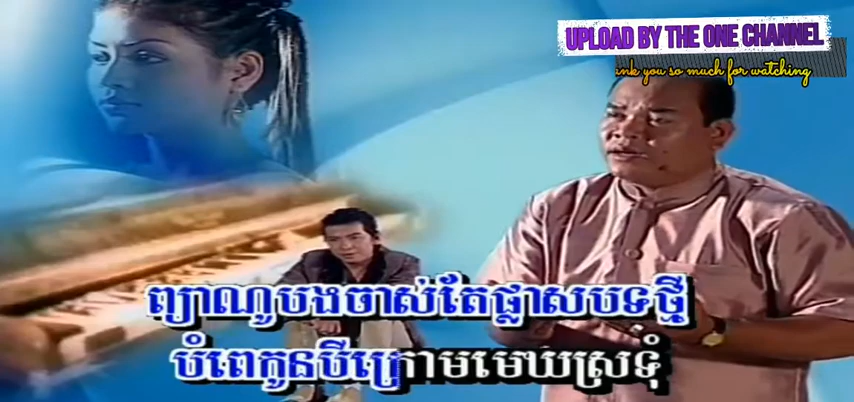 UPLOAD BY THE ONE CHANNEL
ank you so much for watching
ព្យាណូបងចាស់តែផ្លាសបទថ្មី
បំពេកូនបីក្រោមមេឃស្រទុំ